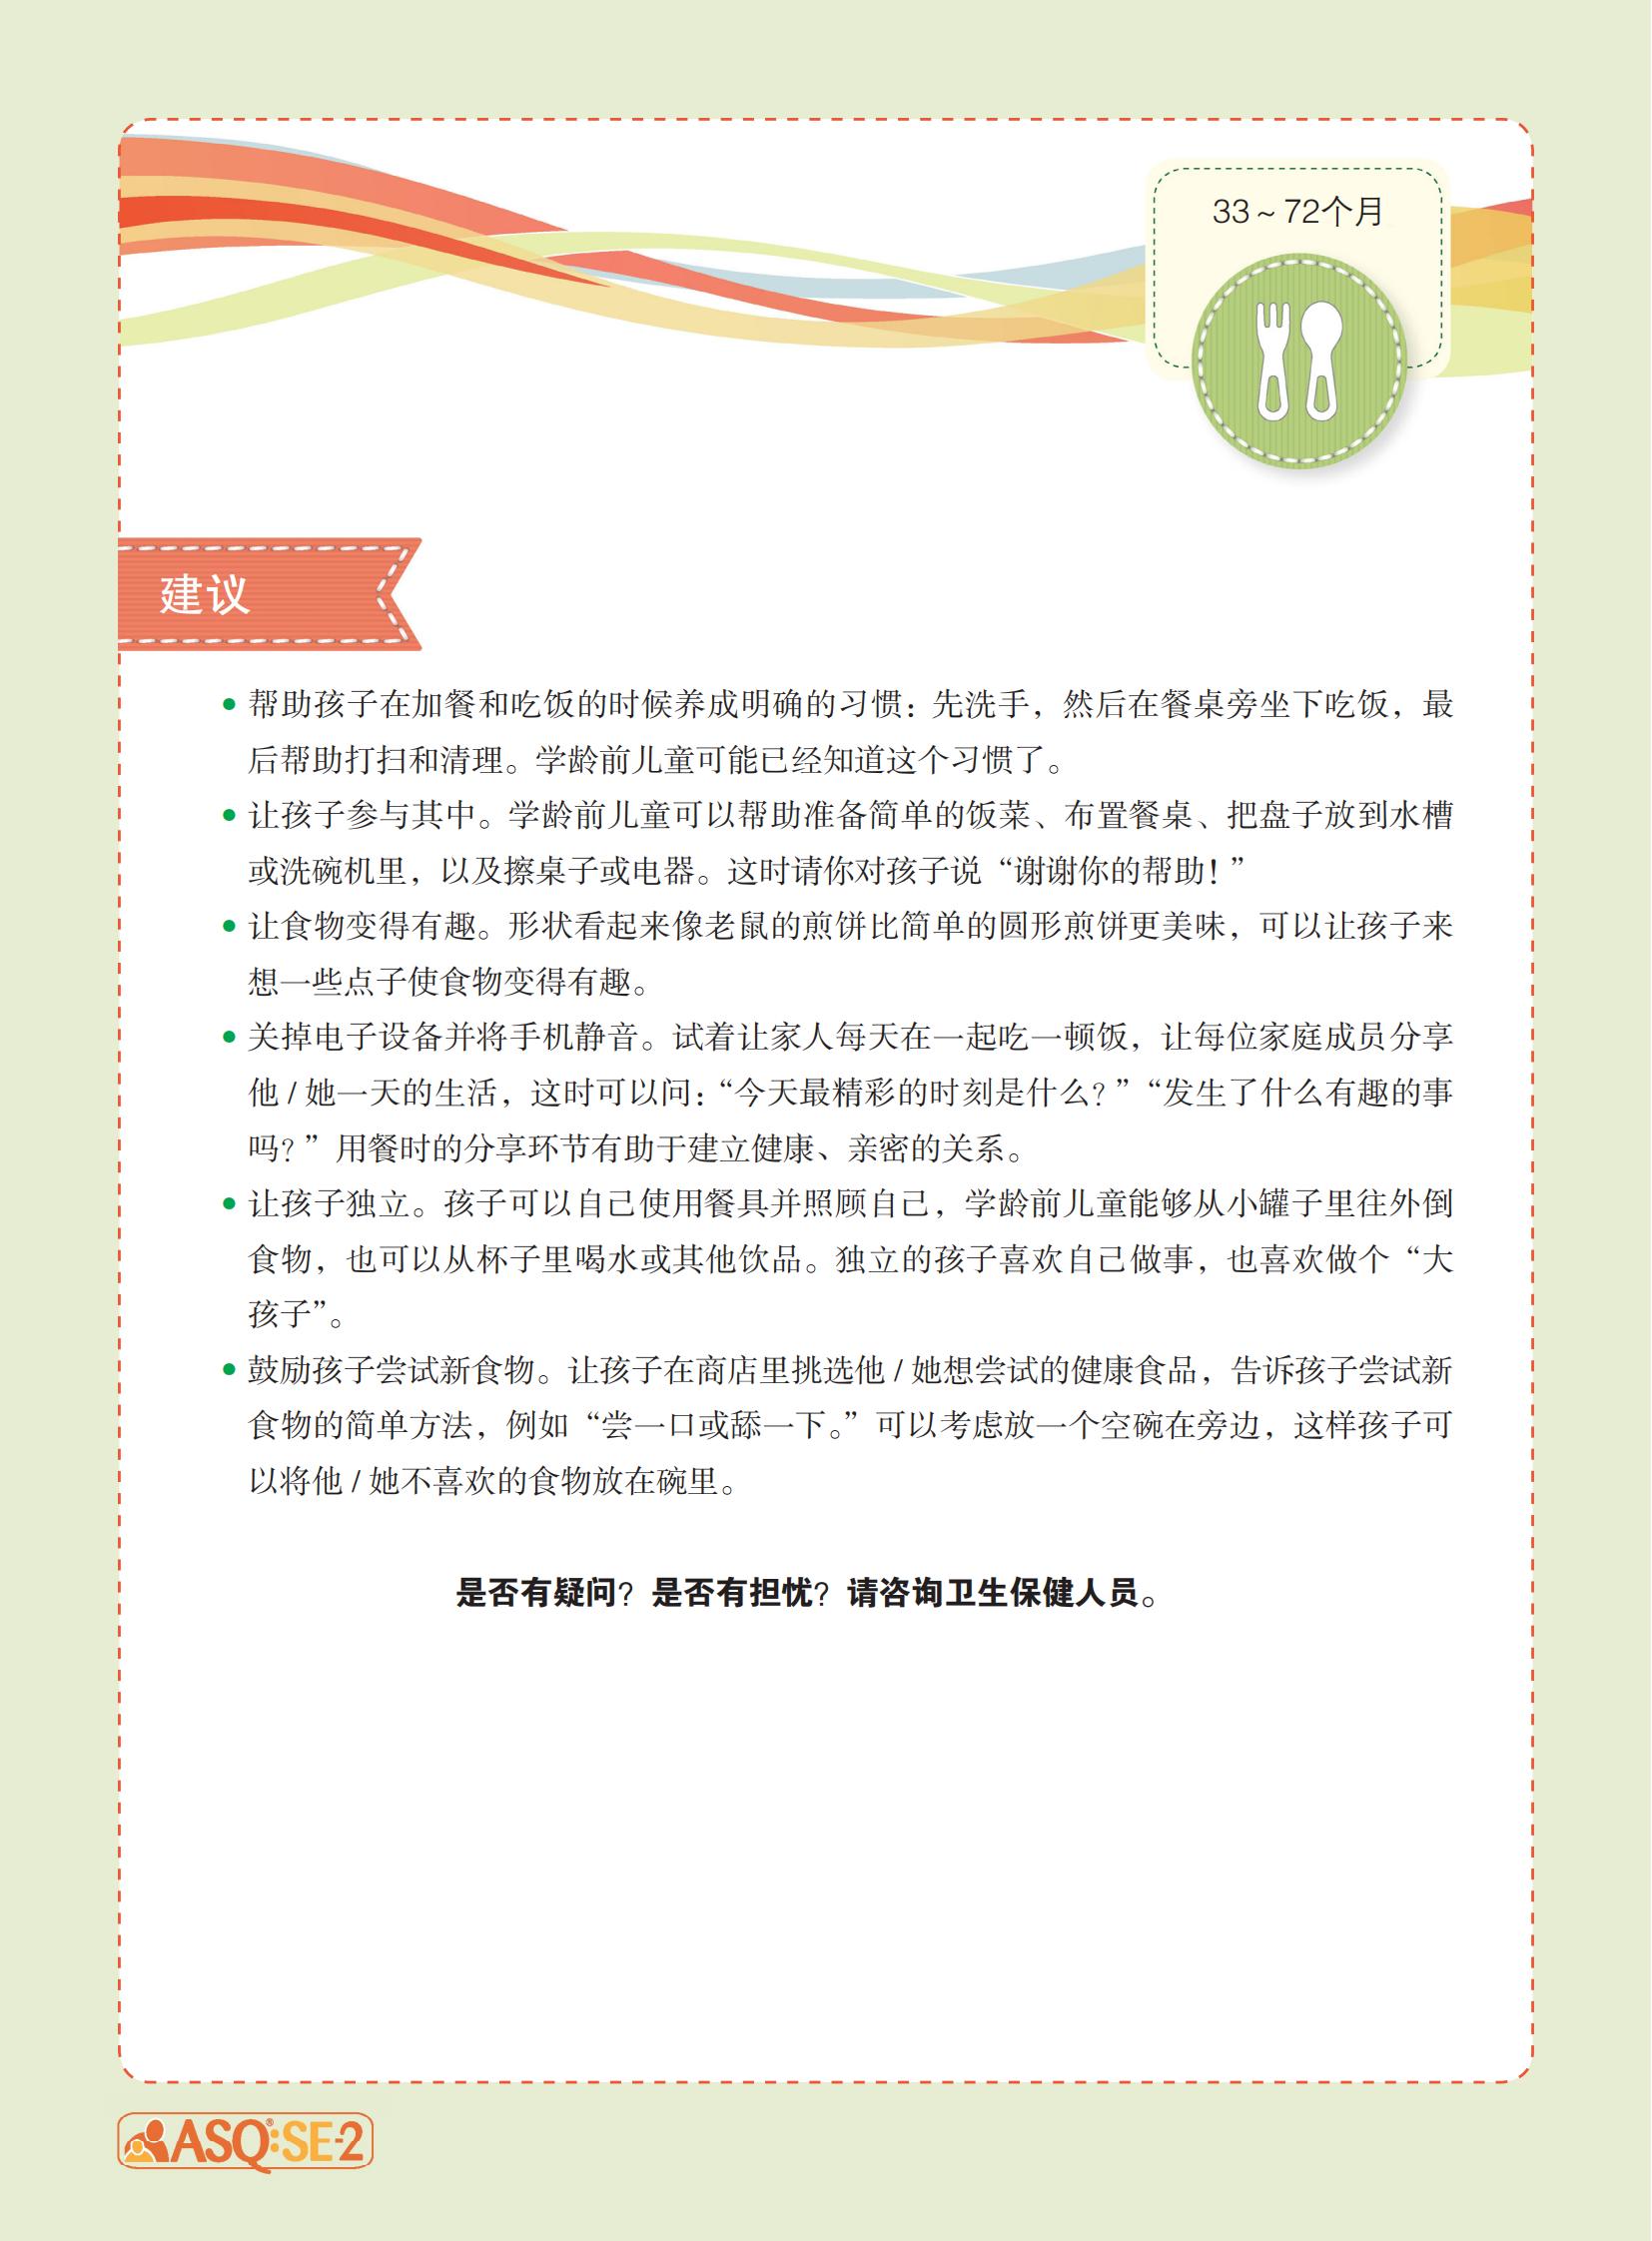 33～72个月
建议
• 帮助孩子在加餐和吃饭的时候养成明确的习惯：先洗手，然后在餐桌旁坐下吃饭，最
后帮助打扫和清理。学龄前儿童可能已经知道这个习惯了。
• 让孩子参与其中。学龄前儿童可以帮助准备简单的饭菜、布置餐桌、把盘子放到水槽
或洗碗机里，以及擦桌子或电器。这时请你对孩子说“谢谢你的帮助！”
• 让食物变得有趣。形状看起来像老鼠的煎饼比简单的圆形煎饼更美味，可以让孩子来
想一些点子使食物变得有趣。
• 关掉电子设备并将手机静音。试着让家人每天在一起吃一顿饭，让每位家庭成员分享
他 / 她一天的生活，这时可以问：“今天最精彩的时刻是什么？”“发生了什么有趣的事
吗？”用餐时的分享环节有助于建立健康、亲密的关系。
• 让孩子独立。孩子可以自己使用餐具并照顾自己，学龄前儿童能够从小罐子里往外倒
食物，也可以从杯子里喝水或其他饮品。独立的孩子喜欢自己做事，也喜欢做个“大
孩子”。
• 鼓励孩子尝试新食物。让孩子在商店里挑选他 / 她想尝试的健康食品，告诉孩子尝试新
食物的简单方法，例如“尝一口或舔一下。”可以考虑放一个空碗在旁边，这样孩子可
以将他 / 她不喜欢的食物放在碗里。
是否有疑问？是否有担忧？请咨询卫生保健人员。
ASQ®:SE-2